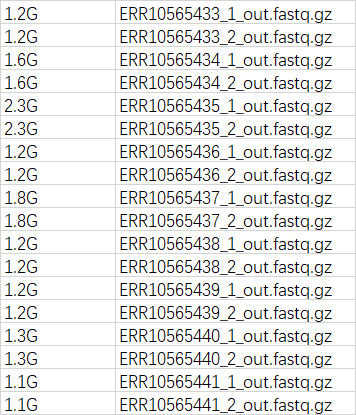 1.2G ERR10565433_1_out.fastq.gz
1.2G ERR10565433_2_out.fastq.gz
1.6G ERR10565434_1_out.fastq.gz
1.6G ERR10565434_2_out.fastq.gz
2.3G ERR10565435_1_out.fastq.gz
2.3G ERR10565435_2_out.fastq.gz
1.2G ERR10565436_1_out.fastq.gz
1.2G ERR10565436_2_out.fastq.gz
1.8G ERR10565437_1_out.fastq.gz
1.8G ERR10565437_2_out.fastq.gz
1.2G ERR10565438_1_out.fastq.gz
1.2G ERR10565438_2_out.fastq.gz
1.2G ERR10565439_1_out.fastq.gz
1.2G ERR10565439_2_out.fastq.gz
1.3G ERR10565440_1_out.fastq.gz
1.3G ERR10565440_2_out.fastq.gz
1.1G ERR10565441_1_out.fastq.gz
1.1G ERR10565441_2_out.fastq.gz